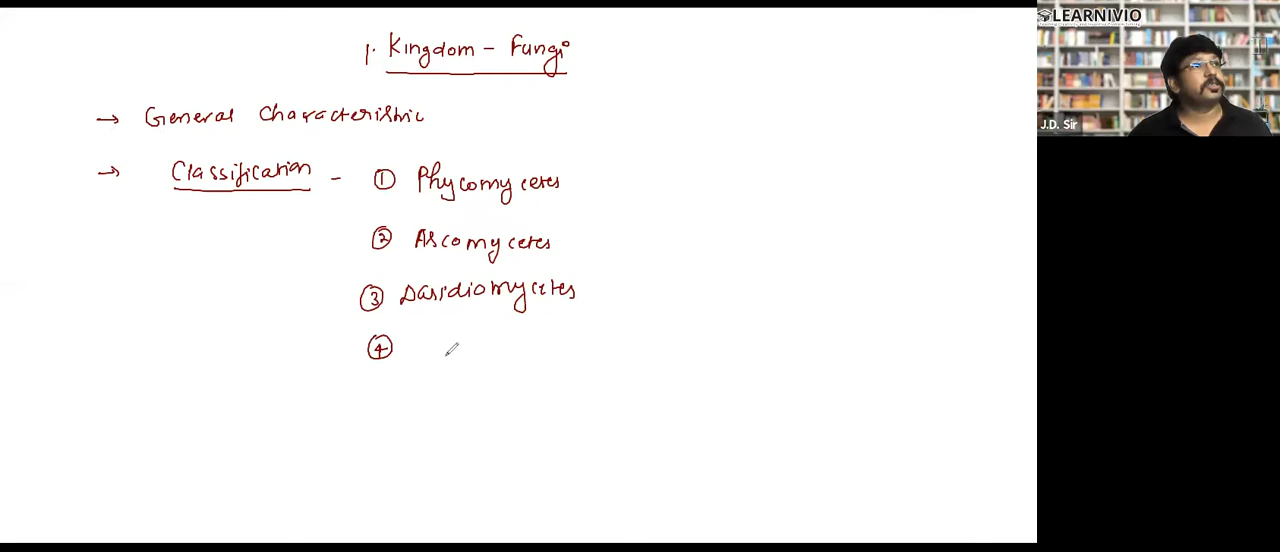 1. Kingdom - Fungi
→ General Characteristic
→ Classification - ① Phycomycetes
② Ascomycetes
③ Basidiomycetes
④
LEARNIVIO
J.D. Sir